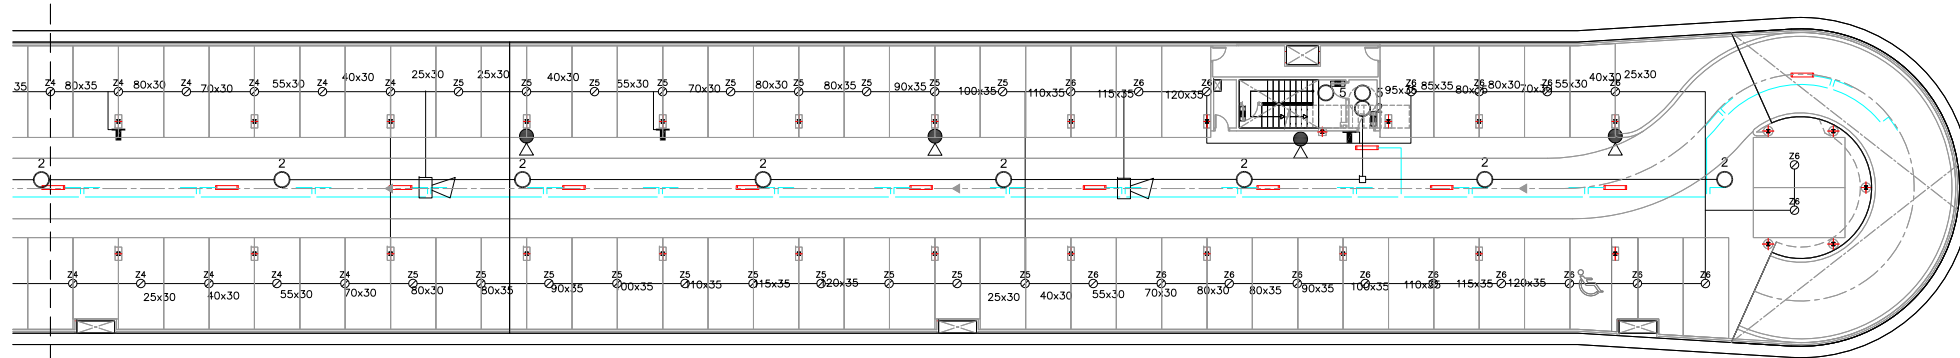 Z4 Z4 Z4 Z4 Z4 Z4 Z5 Z5 Z5 Z5 Z5 Z5 Z5 Z5 Z5 Z6 Z6 Z6 Z6 Z6 Z6 Z6
35 80x35 80x30 70x30 55x30 40x30 25x30 25x30 40x30 55x30 70x30 80x30 80x35 90x35 100x35 110x35 115x35 120x35 95x35 85x35 80x35 80x30 70x30 55x30 40x30 25x30
5
2 2 2 2 2 2 2 2
Z6
Z6
Z4 Z4 Z4 Z4 Z4 Z4 Z5 Z5 Z5 Z5 Z5 Z5 Z5 Z5 Z5 Z6 Z6 Z6 Z6 Z6 Z6 Z6 Z6 Z6 Z6
25x30 40x30 55x30 70x30 80x30 80x35 90x35 00x35 110x35 115x35 120x35 25x30 40x30 55x30 70x30 80x30 80x35 90x35 100x35 115x35 120x35